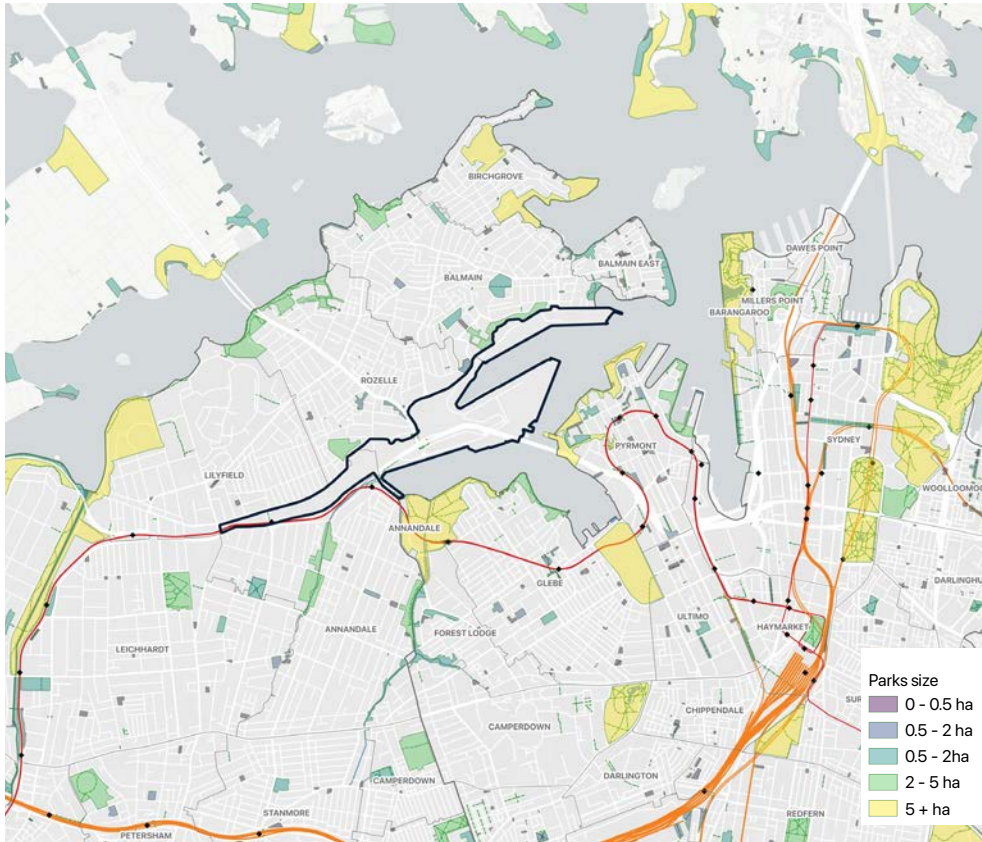 BIRCHGROVE
DAWES POINT
BALMAIN EAST
BALMAIN
MILLERS POINT
BARANGAROO
ROZELLE
SYDNEY
PYRMONT
LILYFIELD
WOOLLOOMOO
ANNANDALE
GLEBE
DARLINGHU
ULTIMO
HAYMARKET
ANNANDALE
FOREST LODGE
LEICHHARDT
Parks size
0 - 0.5 ha
0.5 - 2 ha
0.5 - 2ha
2 - 5 ha
5 + ha
SUR
CHIPPENDALE
CAMPERDOWN
DARLINGTON
CAMPERDOWN
STANMORE
REDFERN
PETERSHAM